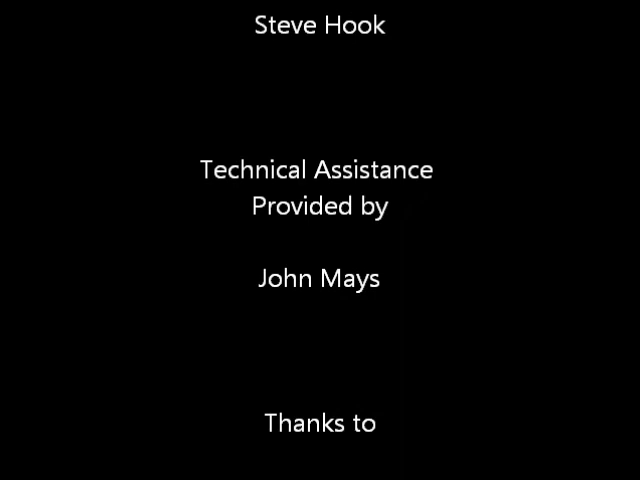 Steve Hook
Technical Assistance
Provided by
John Mays
Thanks to